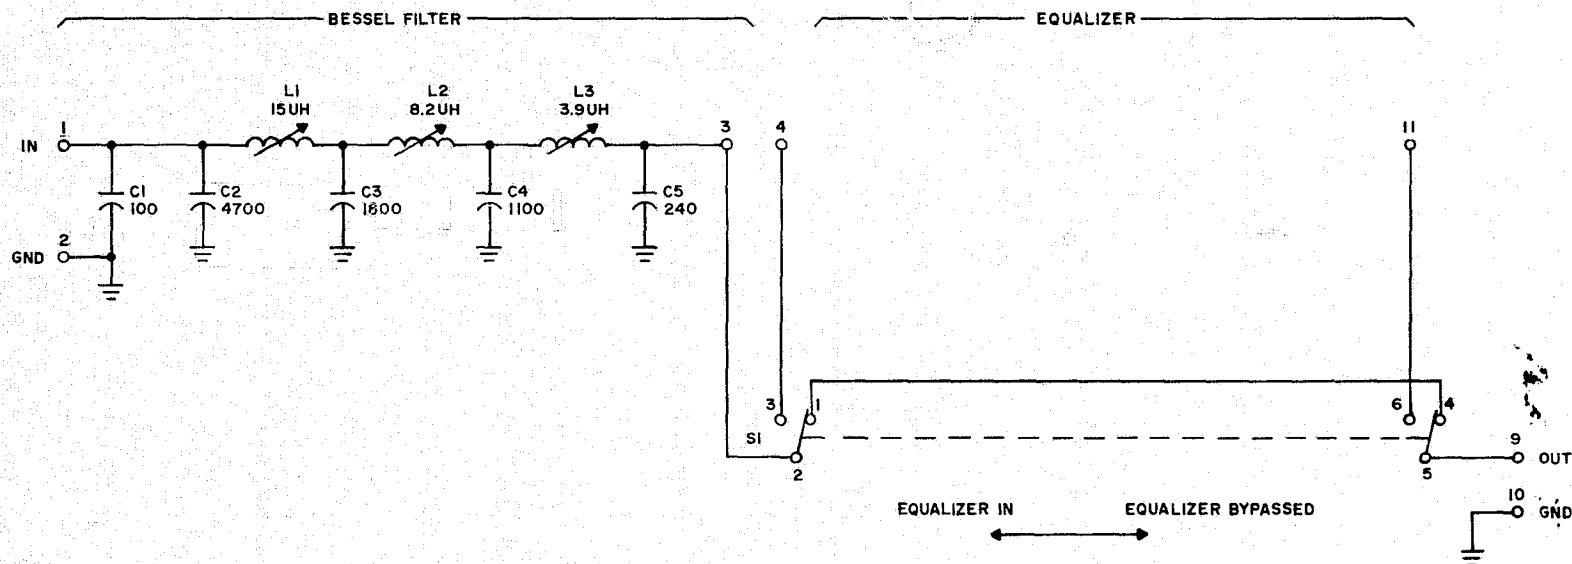 BESSEL FILTER
EQUALIZER
L1
15UH
L2
8.2UH
L3
3.9UH
1
3
4
11
IN
C1
100
C2
4700
C3
1800
C4
1100
C5
240
2
GND
3
1
6
4
S1
9
OUT
2
5
10
GND
EQUALIZER IN
EQUALIZER BYPASSED